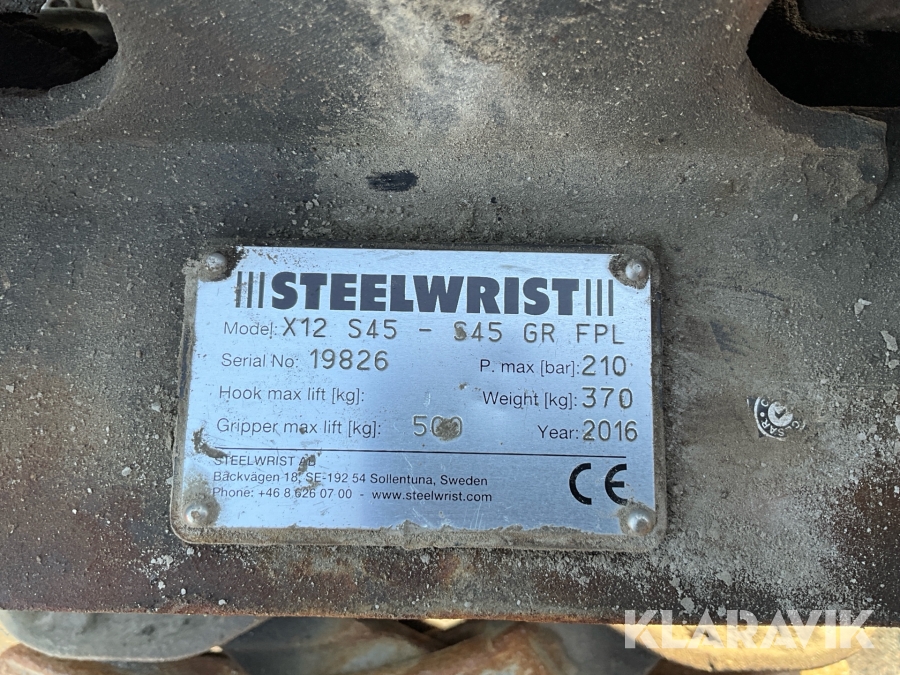 STEELWRIST
Model: X12 S45 - S45 GR FPL
Serial No: 19826 P. max [bar]: 210
Hook max lift [kg]: Weight [kg]: 370
Gripper max lift [kg]: 500 Year: 2016
STEELWRIST AB
Bäckvägen 18, SE-192 54 Sollentuna, Sweden
Phone: +46 8 626 07 00 - www.steelwrist.com
CE
KLARAVIK